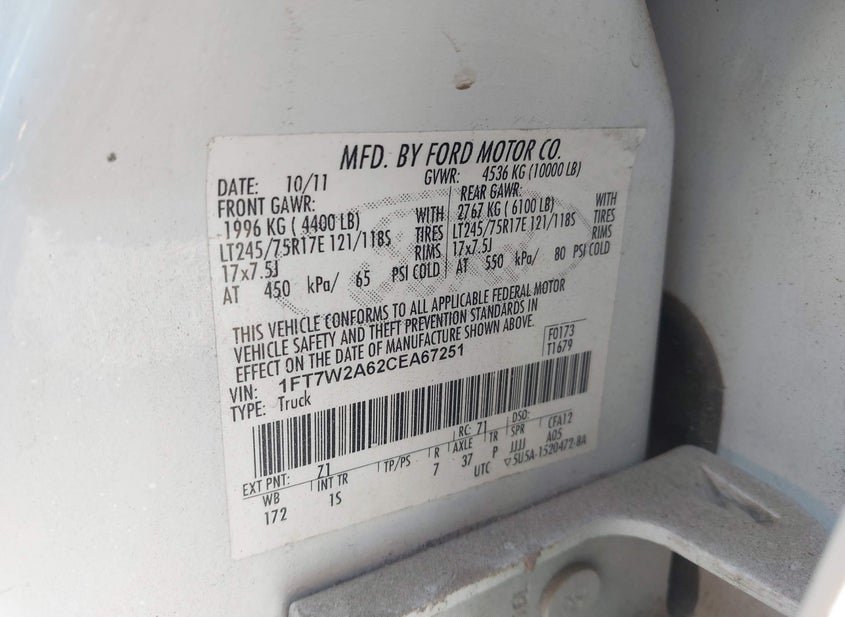 MFD. BY FORD MOTOR CO.
DATE: 10/11 GVWR: 4536 KG (10000 LB)
FRONT GAWR: REAR GAWR:
1996 KG ( 4400 LB) WITH 2767 KG ( 6100 LB) WITH
LT245/75R17E 121/118S TIRES LT245/75R17E 121/118S TIRES
17x7.5J RIMS 17x7.5J RIMS
AT 450 kPa/ 65 PSI COLD AT 550 kPa/ 80 PSI COLD
THIS VEHICLE CONFORMS TO ALL APPLICABLE FEDERAL MOTOR
VEHICLE SAFETY AND THEFT PREVENTION STANDARDS IN
EFFECT ON THE DATE OF MANUFACTURE SHOWN ABOVE.
VIN: 1FT7W2A62CEA67251 F0173
TYPE: Truck T1679
EXT PNT: Z1 RC: 71 DSO:
WB INT TR TP/PS R AXLE TR SPR CFA12
172 1S 7 37 P JJJJ A05
UTC ▽5U5A-1520472-BA